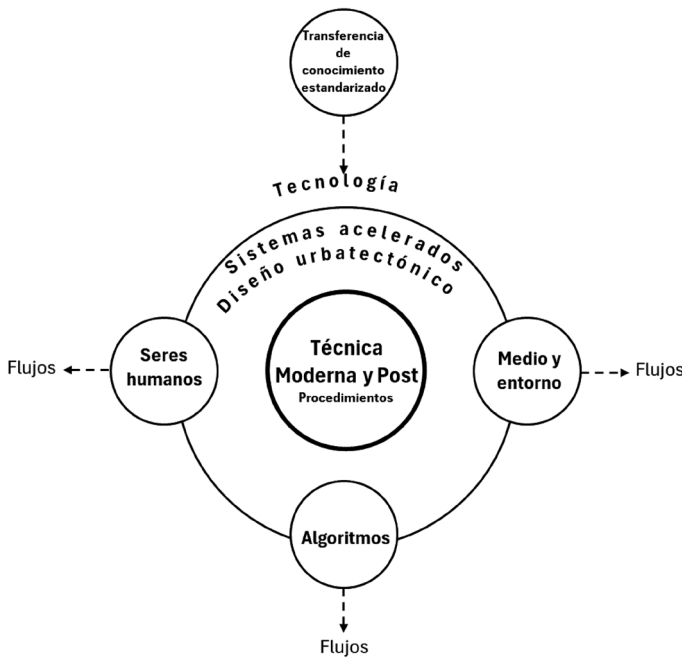 Transferencia
de
conocimiento
estandarizado
Tecnología
Sistemas acelerados
Diseño urbatectónico
Técnica
Moderna y Post
Procedimientos
Seres
humanos
Flujos
Medio y
entorno
Flujos
Algoritmos
Flujos